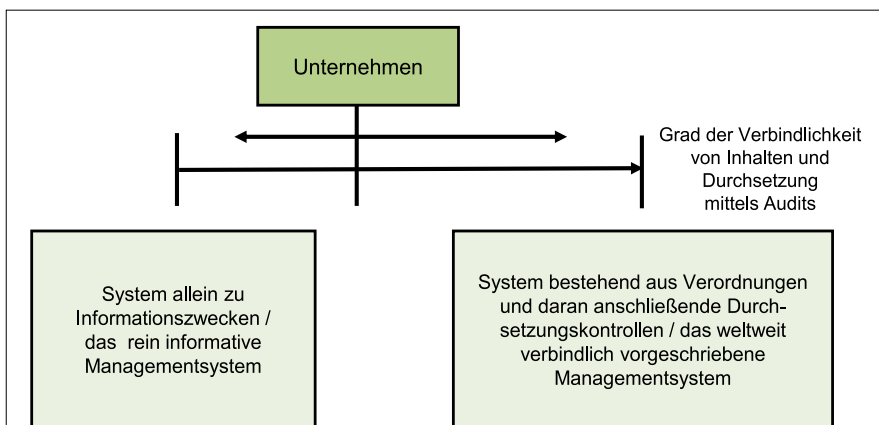 Unternehmen
Grad der Verbindlichkeit
von Inhalten und
Durchsetzung
mittels Audits
System allein zu
Informationszwecken /
das rein informative
Managementsystem
System bestehend aus Verordnungen
und daran anschließende Durch-
setzungskontrollen / das weltweit
verbindlich vorgeschriebene
Managementsystem